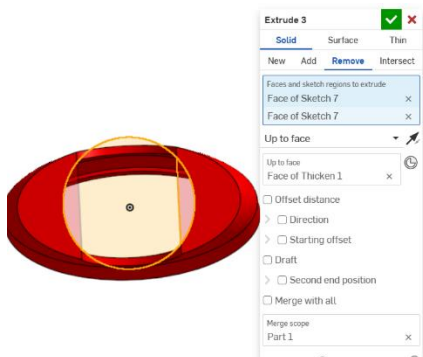 Extrude 3
Solid Surface Thin
New Add Remove Intersect
Faces and sketch regions to extrude
Face of Sketch 7
Face of Sketch 7
Up to face
Up to face
Face of Thicken 1
Offset distance
Direction
Starting offset
Draft
Second end position
Merge with all
Merge scope
Part 1